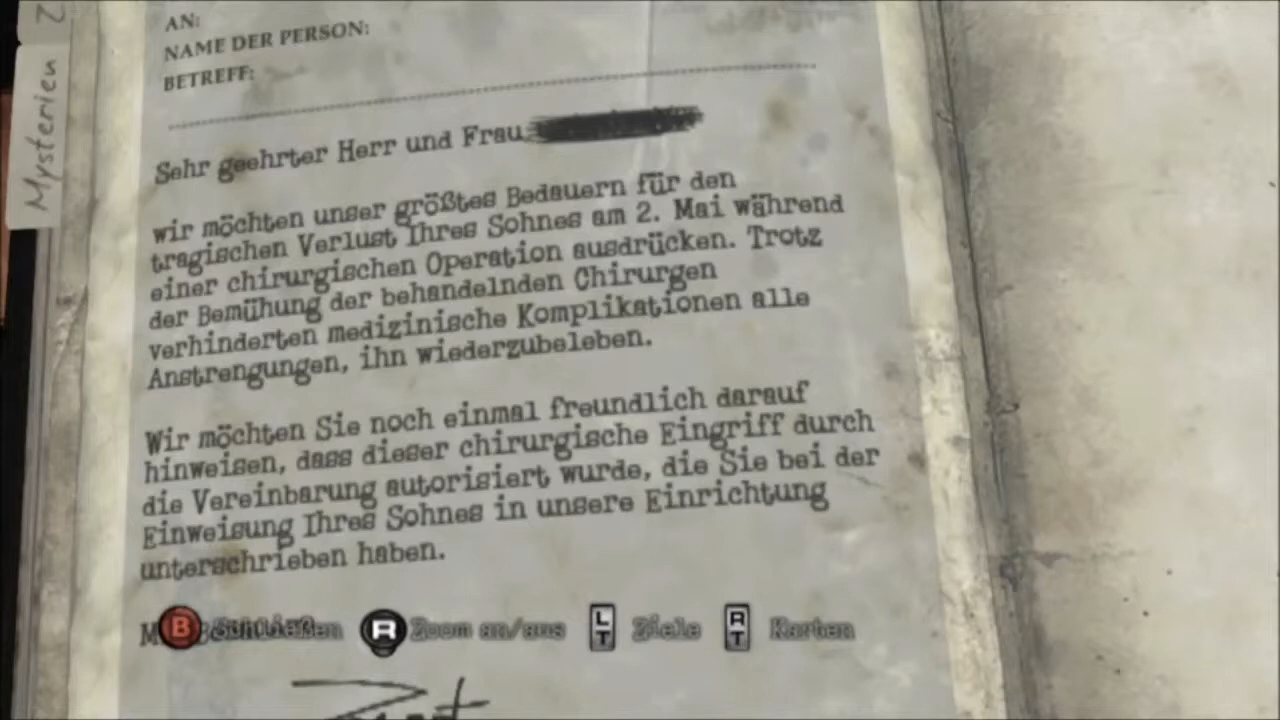 AN:
NAME DER PERSON:
BETREFF:
Mysterien
Sehr geehrter Herr und Frau
wir möchten unser größtes Bedauern für den
tragischen Verlust Ihres Sohnes am 2. Mai während
einer chirurgischen Operation ausdrücken. Trotz
der Bemühung der behandelnden Chirurgen
verhinderten medizinische Komplikationen alle
Anstrengungen, ihn wiederzubeleben.
Wir möchten Sie noch einmal freundlich darauf
hinweisen, dass dieser chirurgische Eingriff durch
die Vereinbarung autorisiert wurde, die Sie bei der
Einweisung Ihres Sohnes in unsere Einrichtung
unterschrieben haben.
B R Zoom an/aus LT Ziele RT Karten